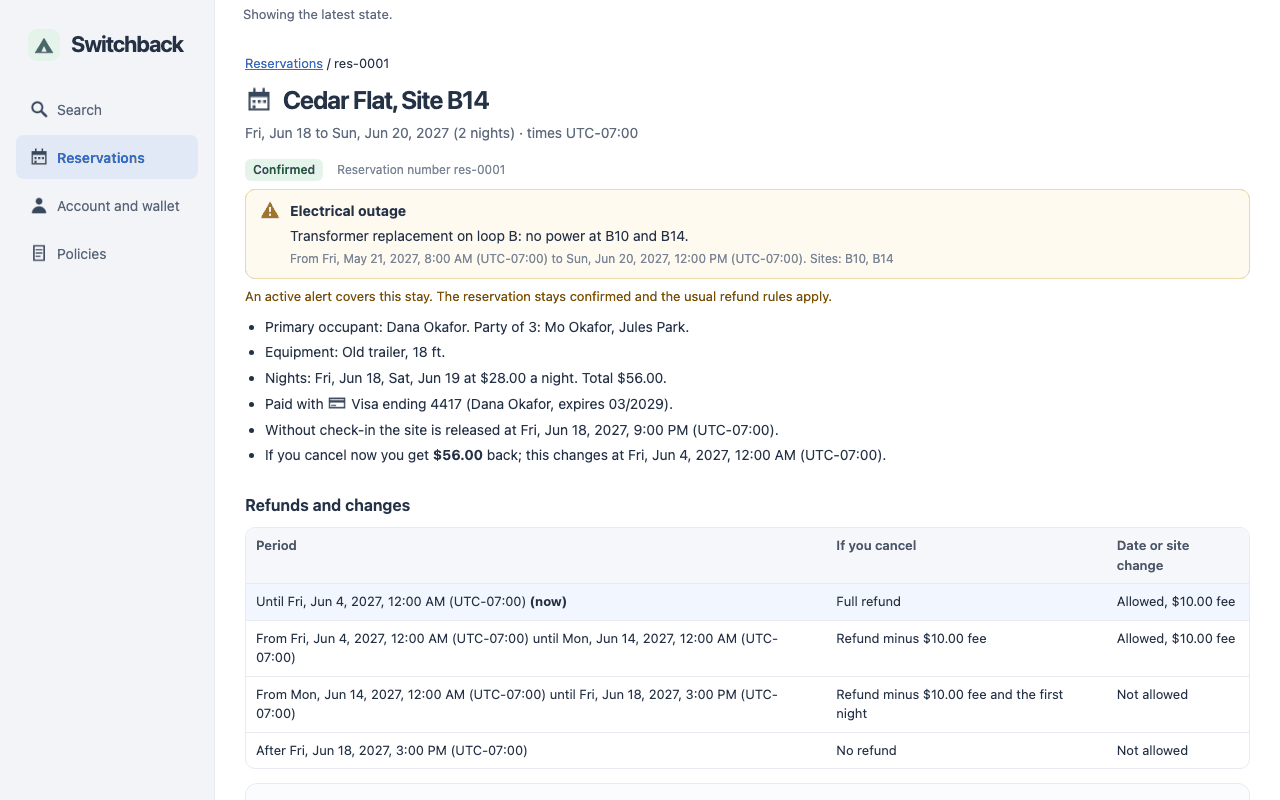 Switchback
Search
Reservations
Account and wallet
Policies
Showing the latest state.
Reservations / res-0001
Cedar Flat, Site B14
Fri, Jun 18 to Sun, Jun 20, 2027 (2 nights) · times UTC-07:00
Confirmed Reservation number res-0001
Electrical outage
Transformer replacement on loop B: no power at B10 and B14.
From Fri, May 21, 2027, 8:00 AM (UTC-07:00) to Sun, Jun 20, 2027, 12:00 PM (UTC-07:00). Sites: B10, B14
An active alert covers this stay. The reservation stays confirmed and the usual refund rules apply.
• Primary occupant: Dana Okafor. Party of 3: Mo Okafor, Jules Park.
• Equipment: Old trailer, 18 ft.
• Nights: Fri, Jun 18, Sat, Jun 19 at $28.00 a night. Total $56.00.
• Paid with Visa ending 4417 (Dana Okafor, expires 03/2029).
• Without check-in the site is released at Fri, Jun 18, 2027, 9:00 PM (UTC-07:00).
• If you cancel now you get $56.00 back; this changes at Fri, Jun 4, 2027, 12:00 AM (UTC-07:00).
Refunds and changes
Period If you cancel Date or site
change
Until Fri, Jun 4, 2027, 12:00 AM (UTC-07:00) (now) Full refund Allowed, $10.00 fee
From Fri, Jun 4, 2027, 12:00 AM (UTC-07:00) until Mon, Jun 14, 2027, 12:00 AM (UTC-
07:00) Refund minus $10.00 fee Allowed, $10.00 fee
From Mon, Jun 14, 2027, 12:00 AM (UTC-07:00) until Fri, Jun 18, 2027, 3:00 PM (UTC-
07:00) Refund minus $10.00 fee and the first
night Not allowed
After Fri, Jun 18, 2027, 3:00 PM (UTC-07:00) No refund Not allowed